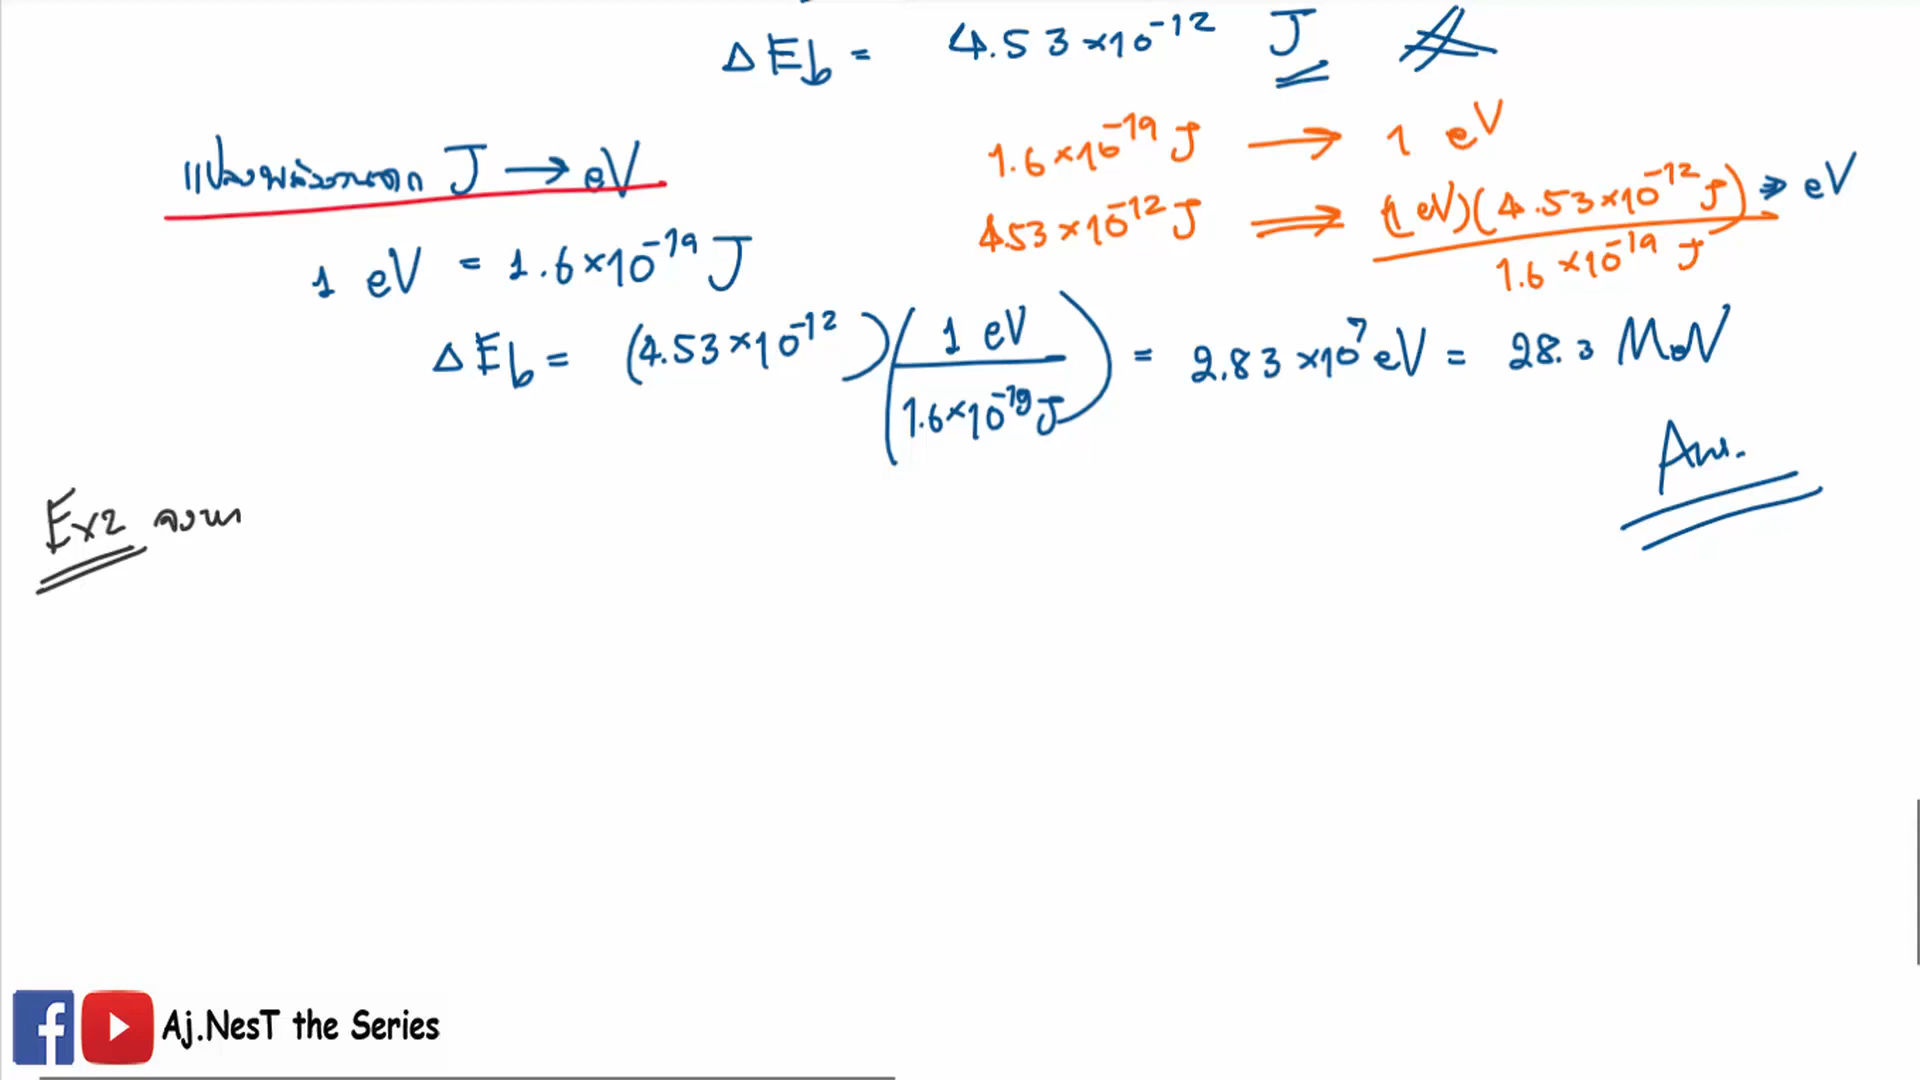 ΔEb = 4.53×10⁻¹² J
แปลงพลังงานจาก J → eV
1.6×10⁻¹⁹ J → 1 eV
4.53×10⁻¹² J ⇒ (1 eV)(4.53×10⁻¹² J) / 1.6×10⁻¹⁹ J → eV
1 eV = 1.6×10⁻¹⁹ J
ΔEb = (4.53×10⁻¹²)(1 eV / 1.6×10⁻¹⁹ J) = 2.83×10⁷ eV = 28.3 MeV
Ans.
Ex2 จงหา
Aj.NesT the Series